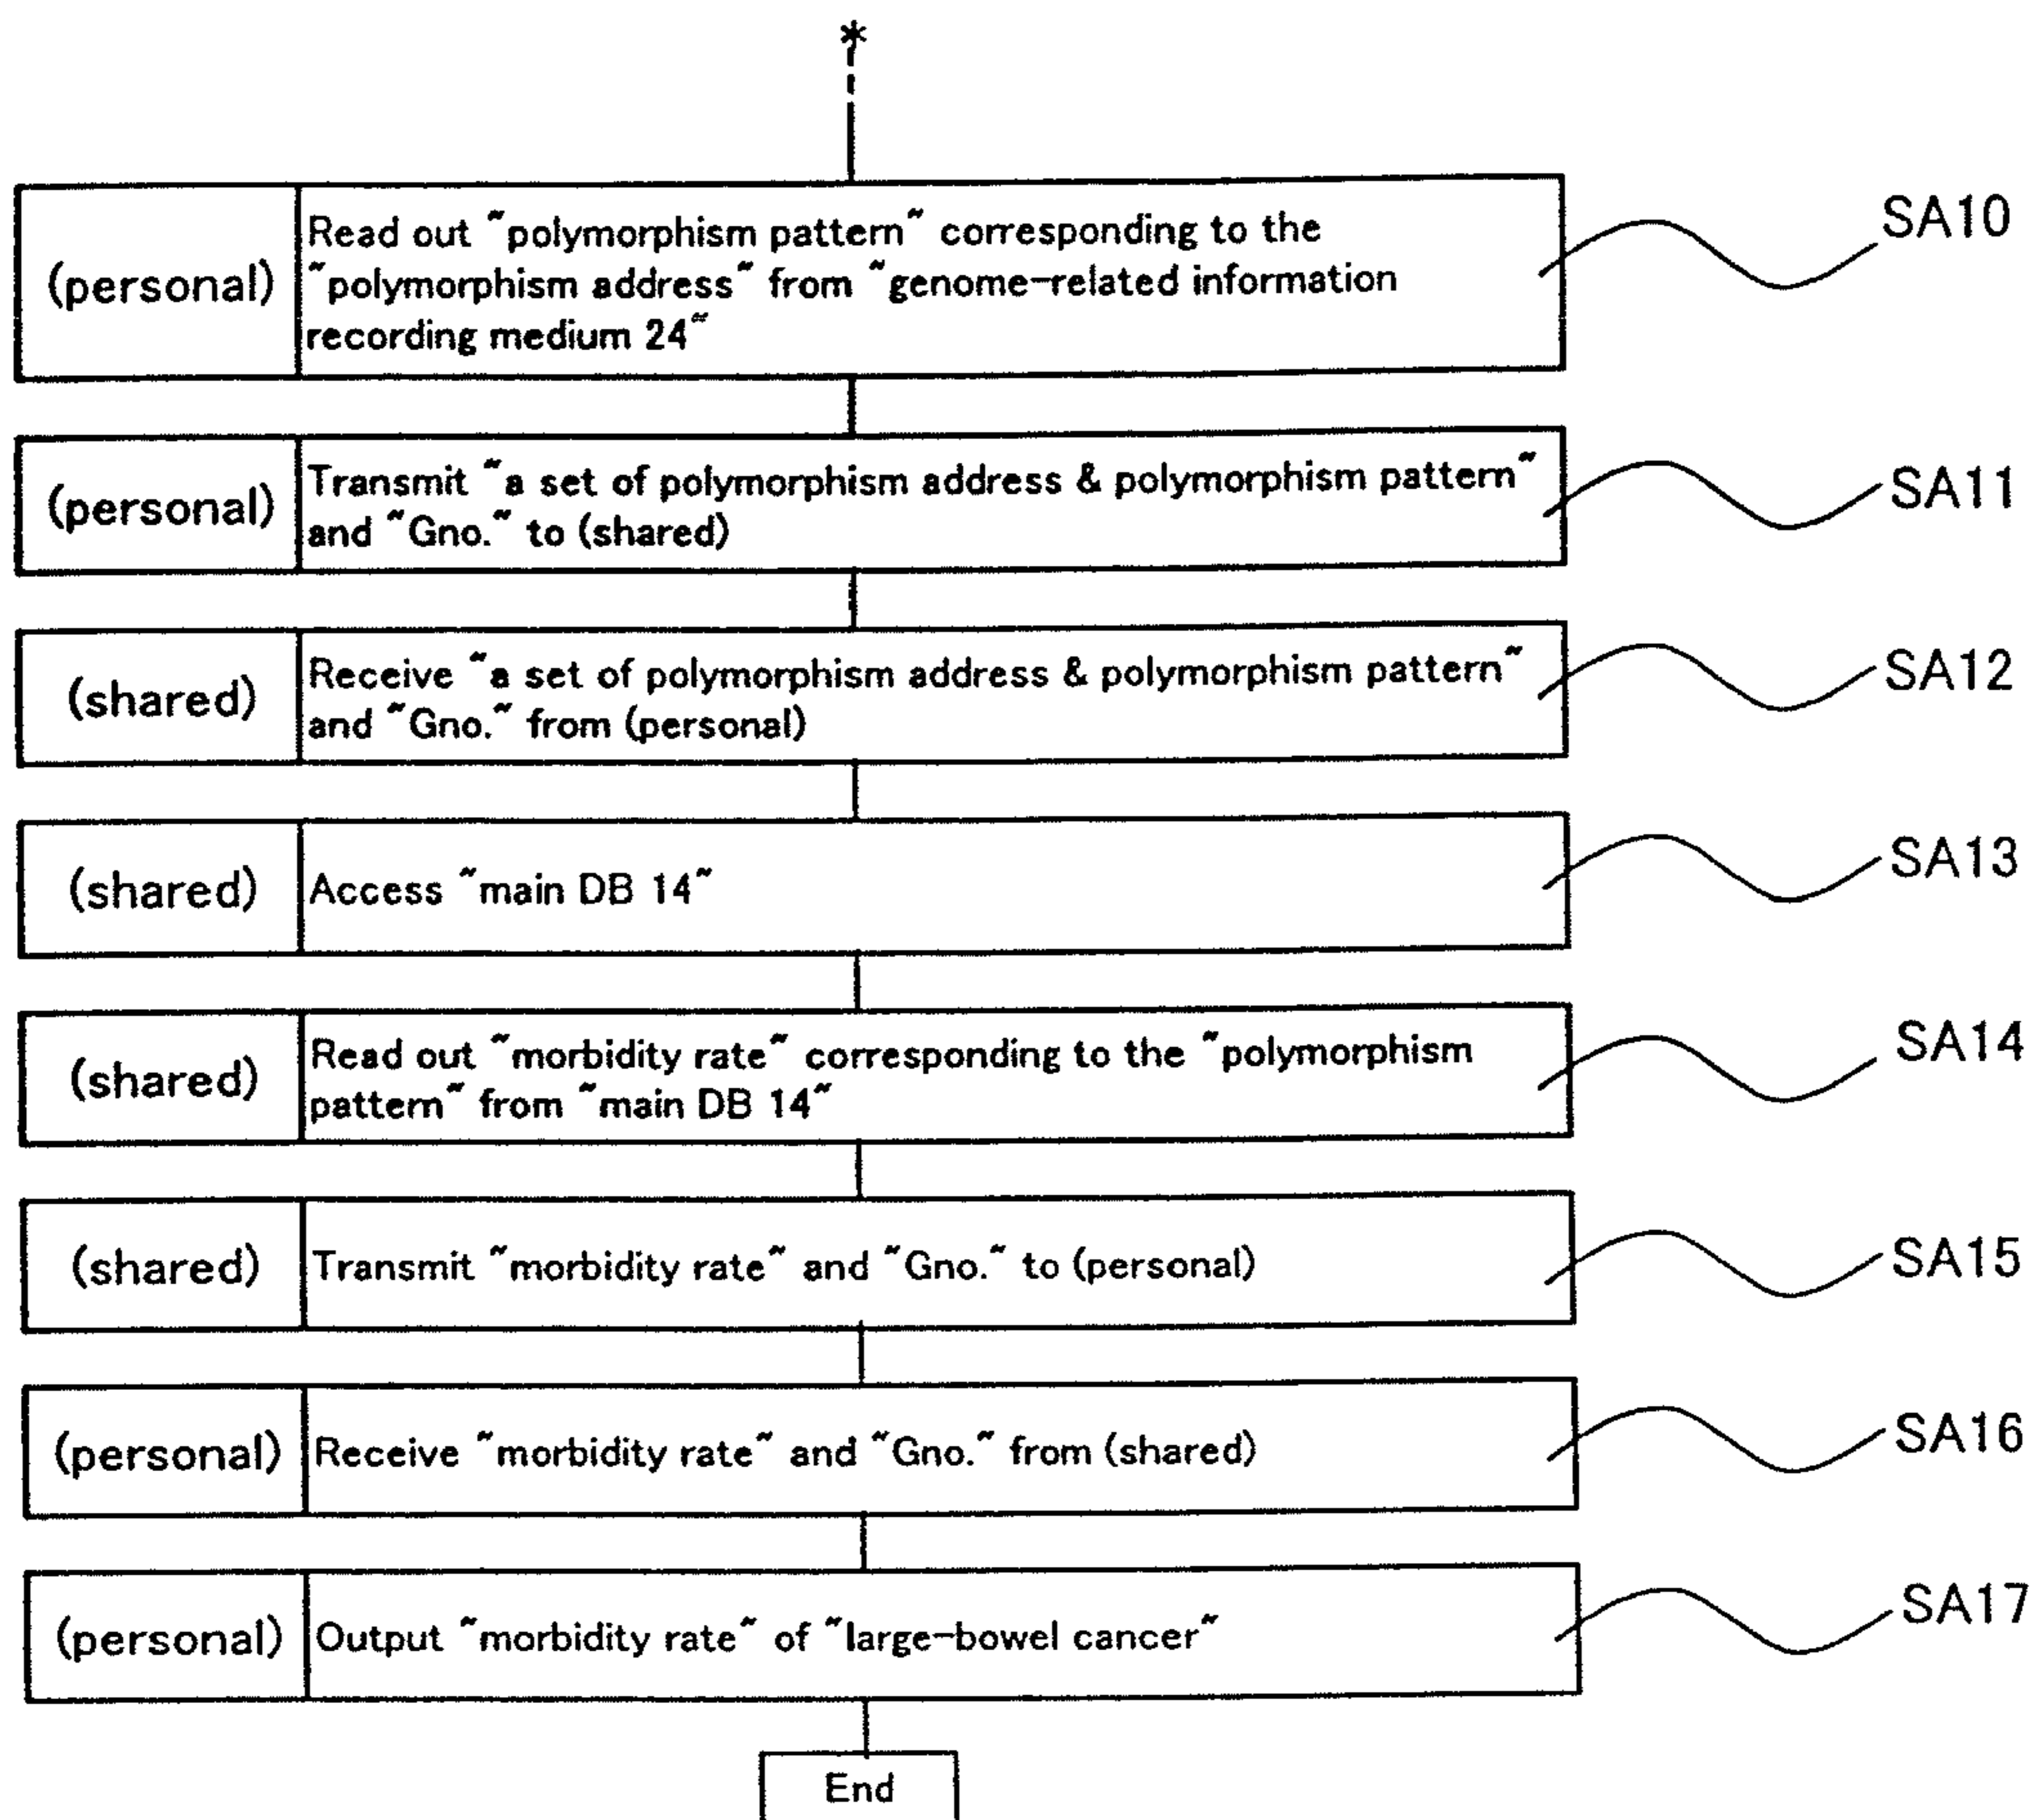 *
(personal)
Read out "polymorphism pattern" corresponding to the
"polymorphism address" from "genome-related information
recording medium 24"
SA10
(personal)
Transmit "a set of polymorphism address & polymorphism pattern"
and "Gno." to (shared)
SA11
(shared)
Receive "a set of polymorphism address & polymorphism pattern"
and "Gno." from (personal)
SA12
(shared)
Access "main DB 14"
SA13
(shared)
Read out "morbidity rate" corresponding to the "polymorphism
pattern" from "main DB 14"
SA14
(shared)
Transmit "morbidity rate" and "Gno." to (personal)
SA15
(personal)
Receive "morbidity rate" and "Gno." from (shared)
SA16
(personal)
Output "morbidity rate" of "large-bowel cancer"
SA17
End